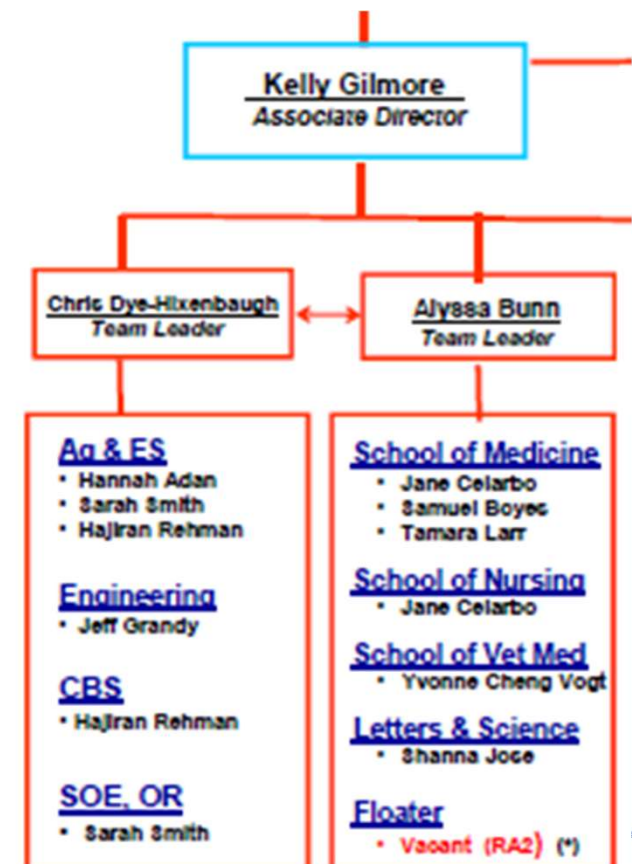 Kelly Gilmore
Associate Director
Chris Dye-Hixenbaugh
Team Leader
Alyssa Bunn
Team Leader
Ag & ES
• Hannah Adan
• Sarah Smith
• Hajiran Rehman
Engineering
• Jeff Grandy
CBS
• Hajiran Rehman
SOE, OR
• Sarah Smith
School of Medicine
• Jane Celarbo
• Samuel Boyes
• Tamara Larr
School of Nursing
• Jane Celarbo
School of Vet Med
• Yvonne Cheng Vogt
Letters & Science
• Shanna Jose
Floater
• Vacant (RA2) (*)